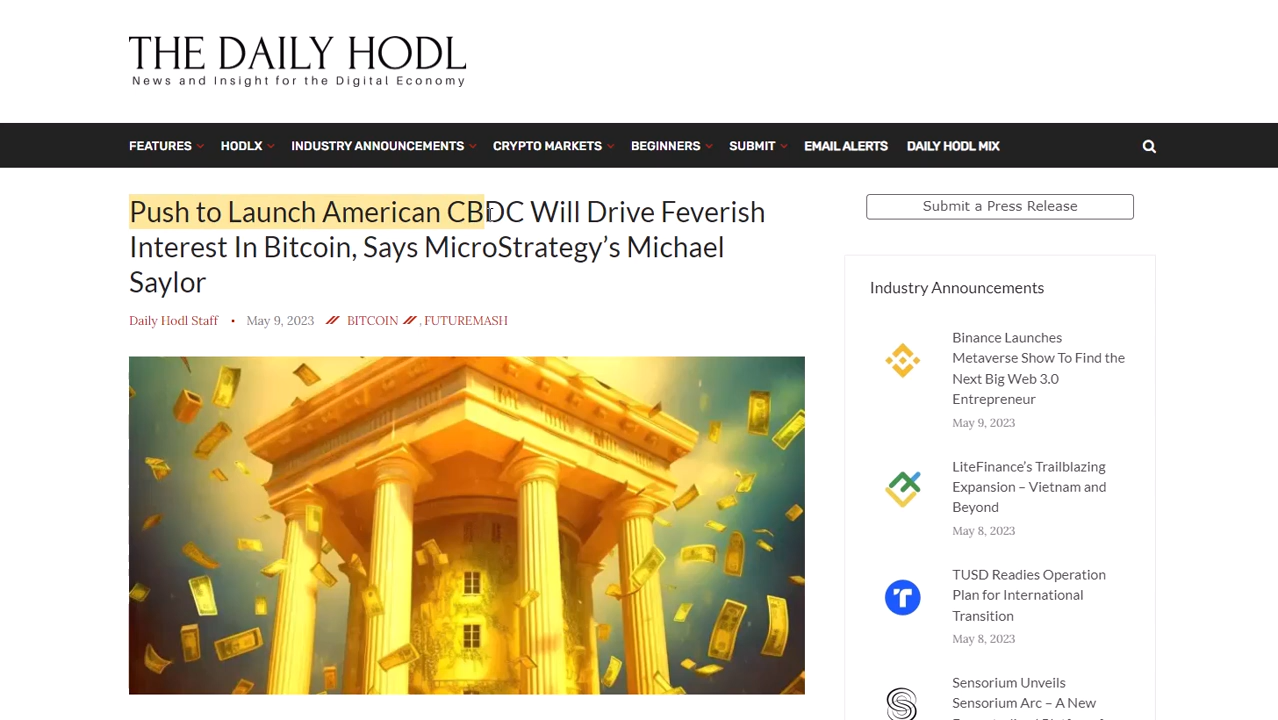 THE DAILY HODL
News and Insight for the Digital Economy
FEATURES HODLX INDUSTRY ANNOUNCEMENTS CRYPTO MARKETS BEGINNERS SUBMIT EMAIL ALERTS DAILY HODL MIX
Push to Launch American CBDC Will Drive Feverish
Interest In Bitcoin, Says MicroStrategy’s Michael
Saylor
Daily Hodl Staff • May 9, 2023 // BITCOIN // , FUTUREMASH
Submit a Press Release
Industry Announcements
Binance Launches
Metaverse Show To Find the
Next Big Web 3.0
Entrepreneur
May 9, 2023
LiteFinance’s Trailblazing
Expansion – Vietnam and
Beyond
May 8, 2023
TUSD Readies Operation
Plan for International
Transition
May 8, 2023
Sensorium Unveils
Sensorium Arc – A New